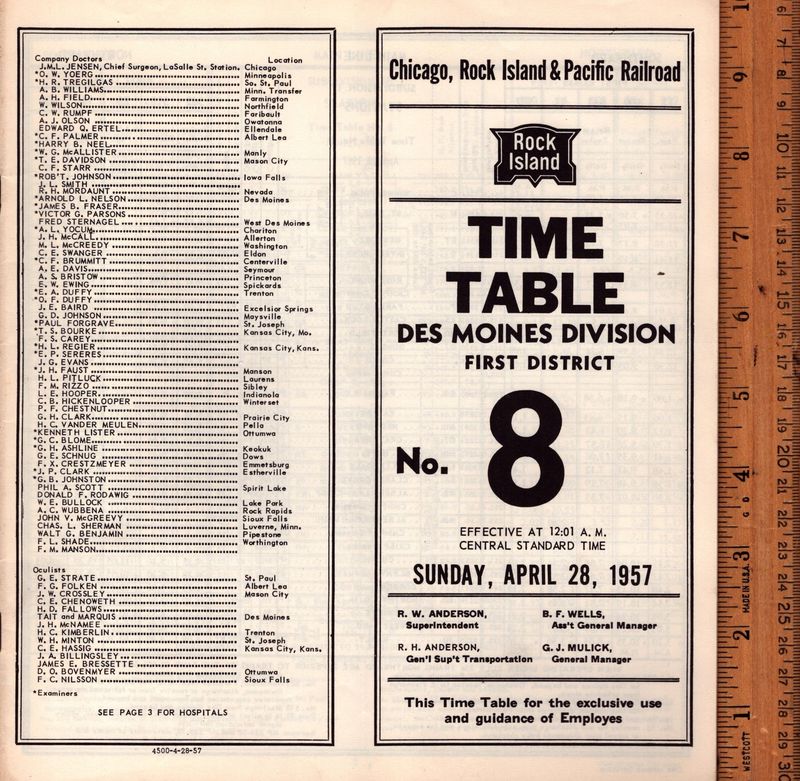 Company Doctors Location
J.M.L. JENSEN, Chief Surgeon, LaSalle St. Station. Chicago
*O. W. YOERG Minneapolis
*H. R. TREGILGAS So. St. Paul
A. B. WILLIAMS Minn. Transfer
A. H. FIELD Farmington
W. WILSON Northfield
C. W. RUMPF Faribault
A. J. OLSON Owatonna
EDWARD Q. ERTEL Ellendale
*C. F. PALMER Albert Lea
*HARRY B. NEEL
*W. G. McALLISTER Manly
*T. E. DAVIDSON Mason City
C. F. STARR
*ROB'T. JOHNSON Iowa Falls
J. L. SMITH
R. H. MORDAUNT Nevada
*ARNOLD L. NELSON Des Moines
*JAMES B. FRASER
*VICTOR G. PARSONS
FRED STERNAGEL West Des Moines
*A. L. YOCUM Chariton
J. H. McCALL Allerton
M. L. McCREEDY Washington
C. E. SWANGER Eldon
*C. F. BRUMMITT Centerville
A. E. DAVIS Seymour
A. S. BRISTOW Princeton
E. W. EWING Spickards
*E. A. DUFFY Trenton
*O. F. DUFFY
J. E. BAIRD Excelsior Springs
G. D. JOHNSON Maysville
*PAUL FORGRAVE St. Joseph
*T. S. BOURKE Kansas City, Mo.
F. S. CAREY
*H. L. REGIER Kansas City, Kans.
*E. P. SERERES
J. G. EVANS
*J. H. FAUST Manson
H. L. PITLUCK Laurens
F. M. RIZZO Sibley
L. E. HOOPER Indianola
C. B. HICKENLOOPER Winterset
P. F. CHESTNUT
G. H. CLARK Prairie City
H. C. VANDER MEULEN Pella
*KENNETH LISTER Ottumwa
*G. C. BLOME
*G. H. ASHLINE Keokuk
G. E. SCHNUG Dows
F. X. CRESTZMEYER Emmetsburg
*J. P. CLARK Estherville
*G. B. JOHNSTON
PHIL A. SCOTT Spirit Lake
DONALD F. RODAWIG
W. E. BULLOCK Lake Park
A. C. WUBBENA Rock Rapids
JOHN V. McGREEVY Sioux Falls
CHAS. L. SHERMAN Luverne, Minn.
WALT G. BENJAMIN Pipestone
F. L. SHADE Worthington
F. M. MANSON
Oculists
G. E. STRATE St. Paul
F. G. FOLKEN Albert Lea
J. W. CROSSLEY Mason City
C. E. CHENOWETH
H. D. FALLOWS
TAIT and MARQUIS Des Moines
J. H. McNAMEE
H. C. KIMBERLIN Trenton
W. H. MINTON St. Joseph
C. E. HASSIG Kansas City, Kans.
J. A. BILLINGSLEY
JAMES E. BRESSETTE
D. O. BOVENMYER Ottumwa
F. C. NILSSON Sioux Falls
*Examiners
SEE PAGE 3 FOR HOSPITALS
4500-4-28-57
Chicago, Rock Island & Pacific Railroad
Rock
Island
TIME
TABLE
DES MOINES DIVISION
FIRST DISTRICT
No. 8
EFFECTIVE AT 12:01 A. M.
CENTRAL STANDARD TIME
SUNDAY, APRIL 28, 1957
R. W. ANDERSON, B. F. WELLS,
Superintendent Ass't General Manager
R. H. ANDERSON, G. J. MULICK,
Gen'l Sup't Transportation General Manager
This Time Table for the exclusive use
and guidance of Employes
WESTCOTT
MADE IN U.S.A.